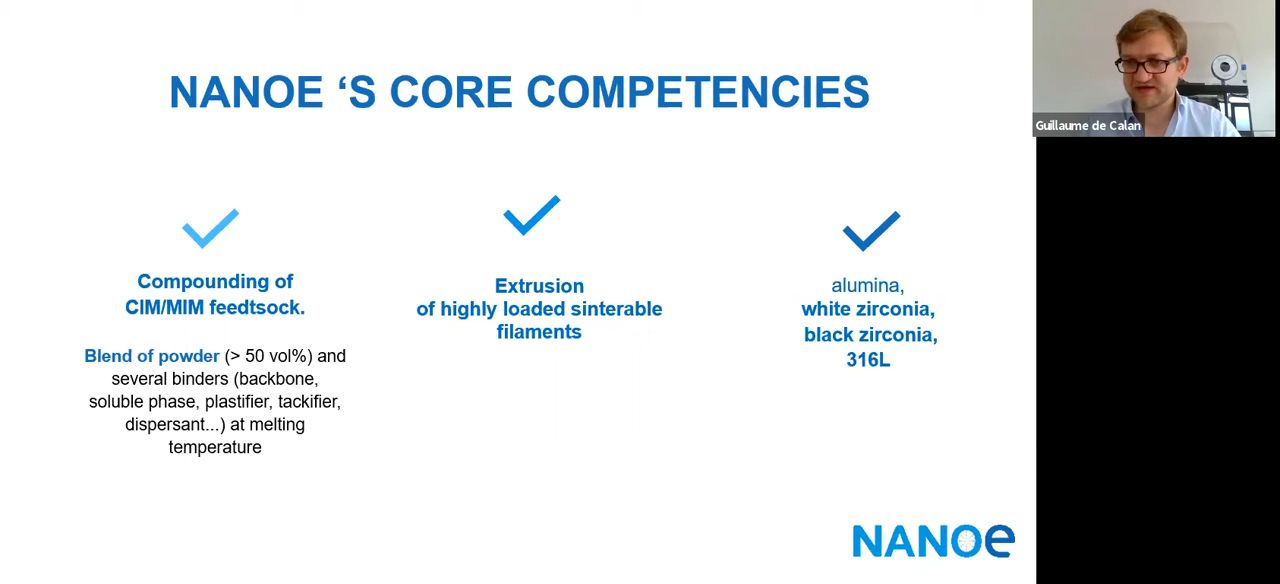 NANOE ‘S CORE COMPETENCIES
Guillaume de Calan
Compounding of
CIM/MIM feedtsock.
Blend of powder (> 50 vol%) and
several binders (backbone,
soluble phase, plastifier, tackifier,
dispersant...) at melting
temperature
Extrusion
of highly loaded sinterable
filaments
alumina,
white zirconia,
black zirconia,
316L
NANOe